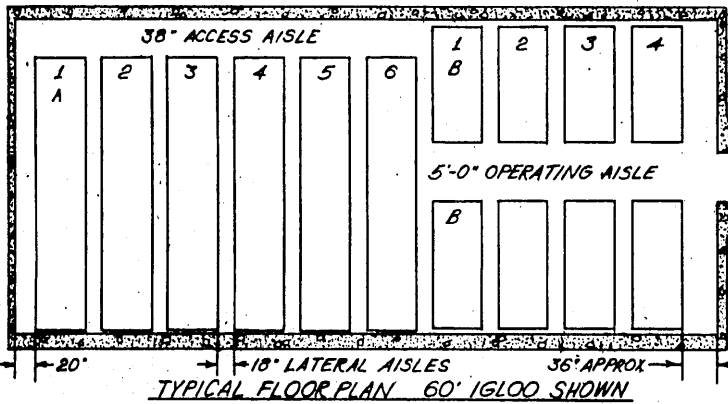 38" ACCESS AISLE
1 2 3 4 5 6
A
1 2 3 4
B
5'-0" OPERATING AISLE
B
20" 18" LATERAL AISLES 36" APPROX
TYPICAL FLOOR PLAN 60' IGLOO SHOWN